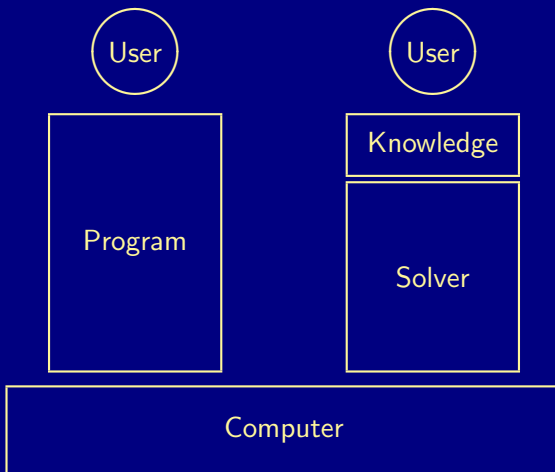 User
User
Knowledge
Program
Solver
Computer